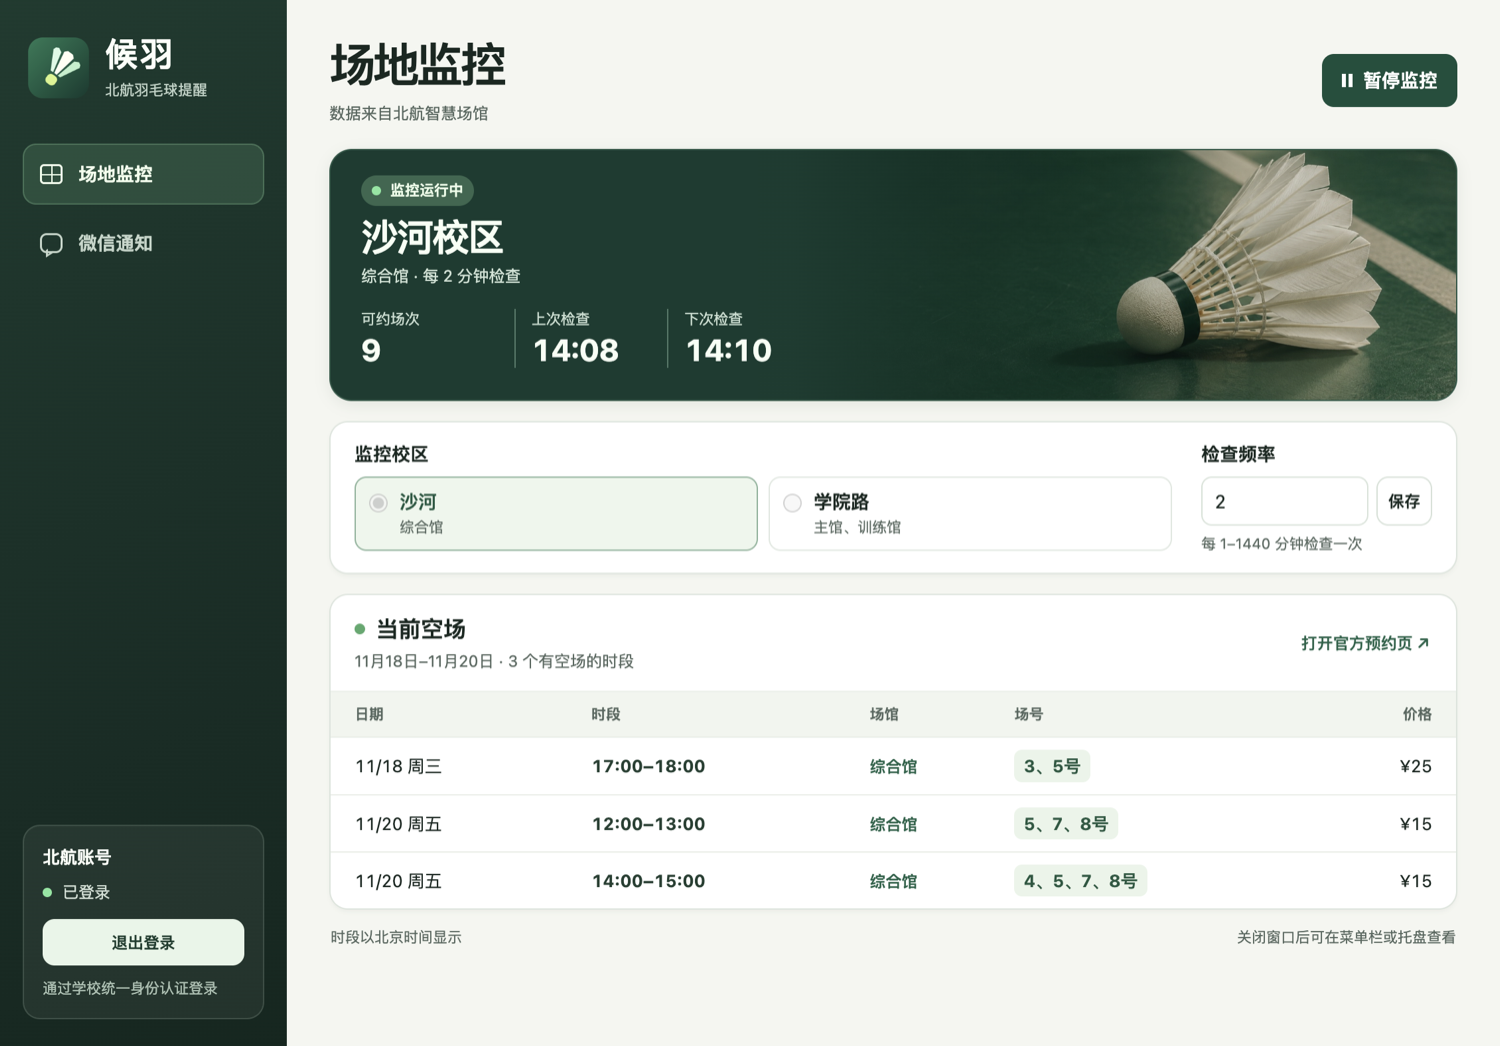 候羽
北航羽毛球提醒
场地监控
微信通知
北航账号
已登录
退出登录
通过学校统一身份认证登录
场地监控
数据来自北航智慧场馆
暂停监控
监控运行中
沙河校区
综合馆 · 每 2 分钟检查
可约场次 上次检查 下次检查
9 14:08 14:10
监控校区 检查频率
沙河
综合馆
学院路
主馆、训练馆
2 保存
每 1–1440 分钟检查一次
当前空场
11月18日–11月20日 · 3 个有空场的时段
打开官方预约页 ↗
日期 时段 场馆 场号 价格
11/18 周三 17:00–18:00 综合馆 3、5号 ¥25
11/20 周五 12:00–13:00 综合馆 5、7、8号 ¥15
11/20 周五 14:00–15:00 综合馆 4、5、7、8号 ¥15
时段以北京时间显示 关闭窗口后可在菜单栏或托盘查看